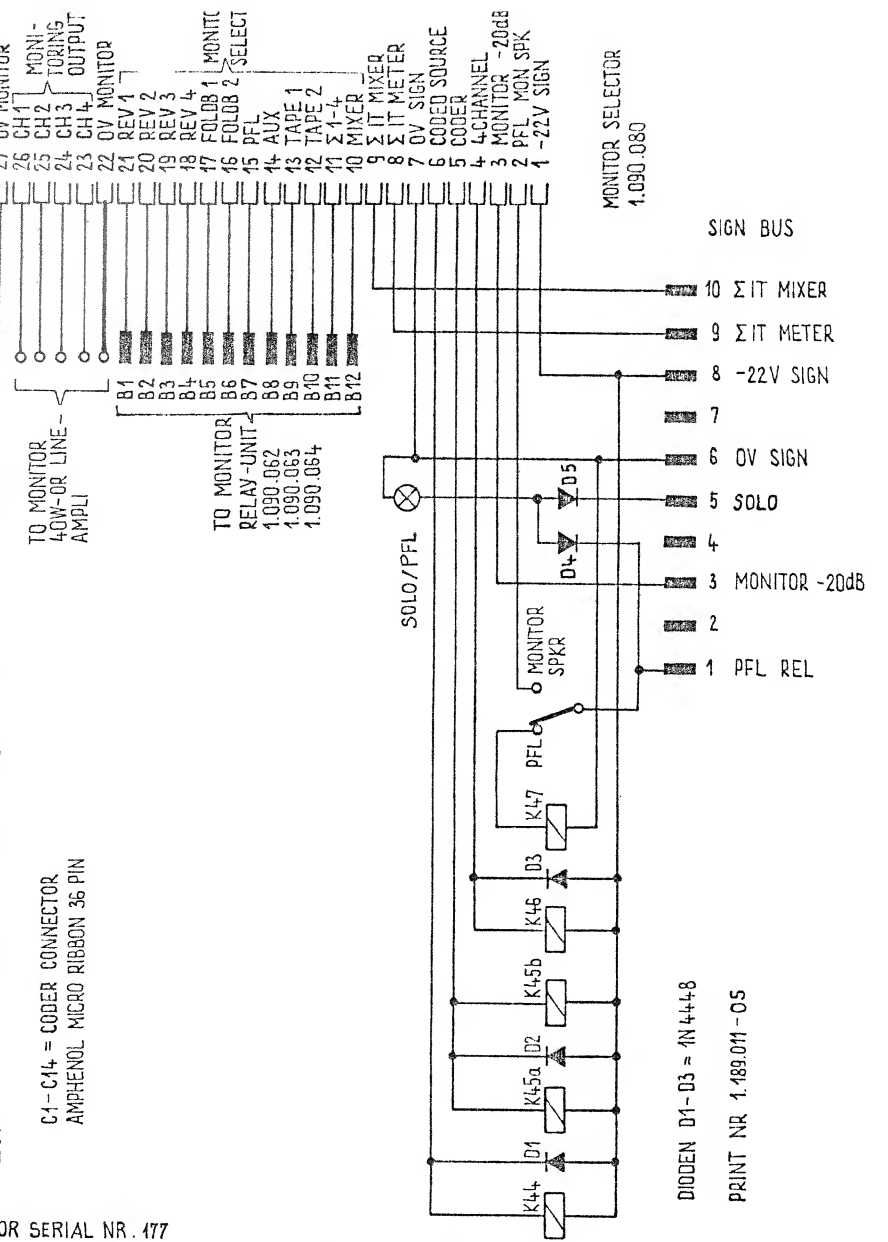 27 0V MONITOR
26 CH 1
25 CH 2
24 CH 3
23 CH 4
22 0V MONITOR
MONI-
TORING
OUTPUT
21 REV 1
20 REV 2
19 REV 3
18 REV 4
17 FOLDB 1
16 FOLDB 2
15 PFL
14 AUX
13 TAPE 1
12 TAPE 2
11 Σ1-4
10 MIXER
SELECT
9 Σ IT MIXER
8 Σ IT METER
7 0V SIGN
6 CODED SOURCE
5 CODER
4 4CHANNEL
3 MONITOR -20dB
2 PFL MON SPK
1 -22V SIGN
MONITOR SELECTOR
1.090.080
TO MONITOR
40W-OR LINE-
AMPLI
B1
B2
B3
B4
B5
B6
B7
B8
B9
B10
B11
B12
TO MONITOR
RELAY-UNIT
1.090.062
1.090.063
1.090.064
SIGN BUS
10 Σ IT MIXER
9 Σ IT METER
8 -22V SIGN
7
6 0V SIGN
5 SOLO
4
3 MONITOR -20dB
2
1 PFL REL
SOLO/PFL
D5
D4
MONITOR
SPKR
PFL
K47
D3
K46
K45b
D2
K45a
D1
K44
C1-C14 = CODER CONNECTOR
AMPHENOL MICRO RIBBON 36 PIN
DIODEN D1-D3 = 1N4448
PRINT NR 1.189.011-05
OR SERIAL NR. 177